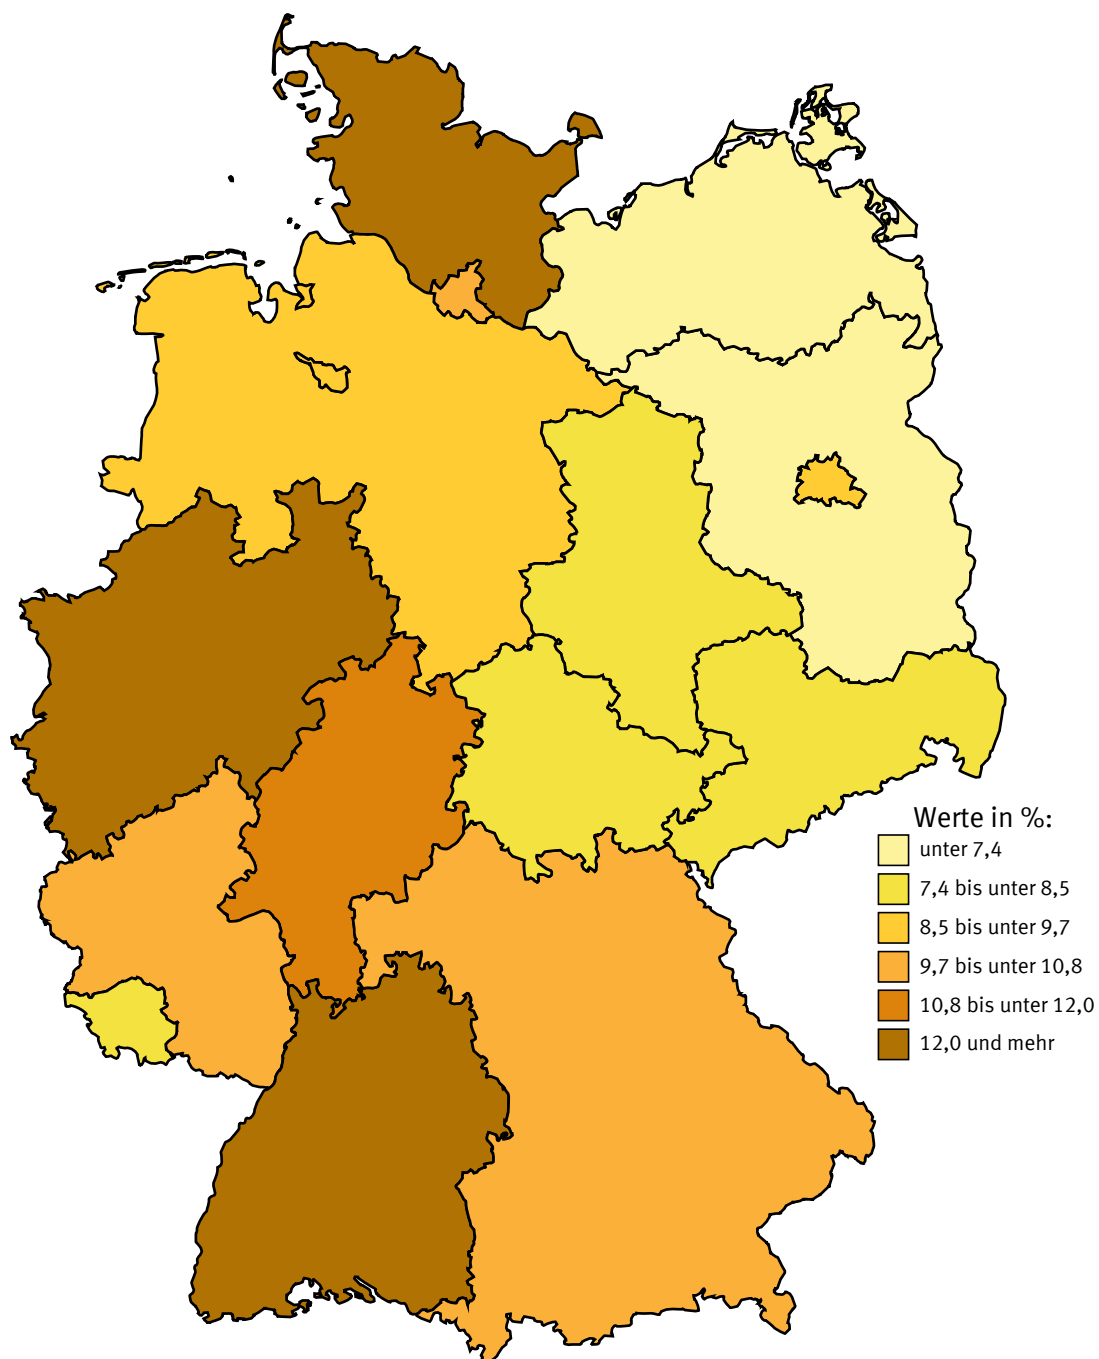 Werte in %:
unter 7,4
7,4 bis unter 8,5
8,5 bis unter 9,7
9,7 bis unter 10,8
10,8 bis unter 12,0
12,0 und mehr